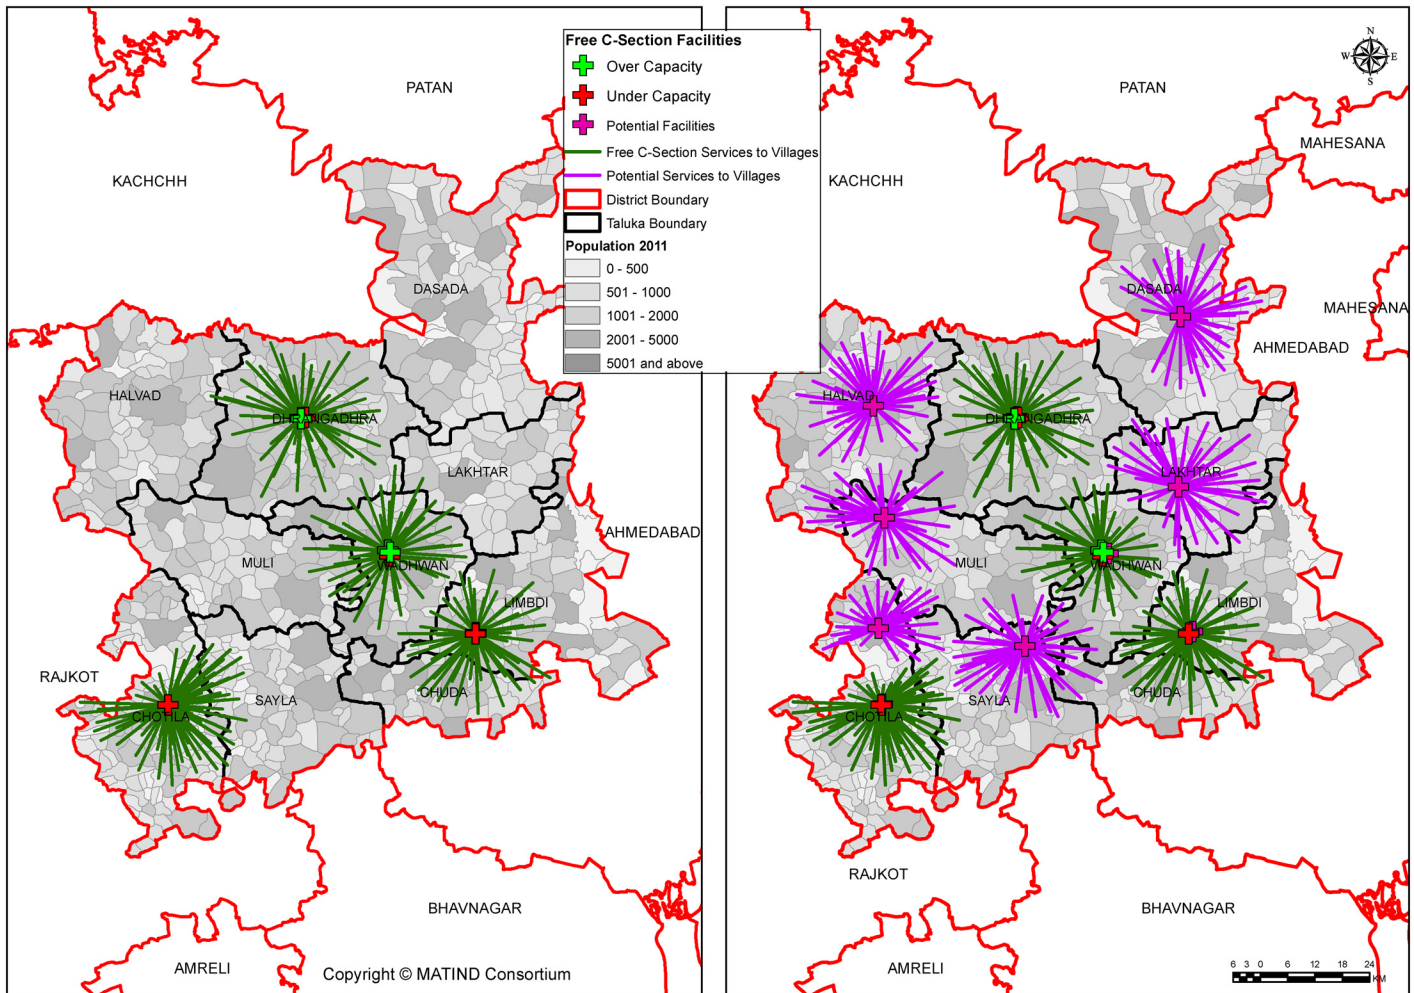 PATAN
KACHCHH
DASADA
HALVAD
DHRANGADHRA
LAKHTAR
AHMEDABAD
MULI
WADHWAN
LIMBDI
RAJKOT
CHOTILA
SAYLA
CHUDA
BHAVNAGAR
AMRELI
Copyright © MATIND Consortium
Free C-Section Facilities
Over Capacity
Under Capacity
Potential Facilities
Free C-Section Services to Villages
Potential Services to Villages
District Boundary
Taluka Boundary
Population 2011
0 - 500
501 - 1000
1001 - 2000
2001 - 5000
5001 and above
N
W E
S
PATAN
MAHESANA
KACHCHH
DASADA
MAHESANA
AHMEDABAD
HALVAD
DHRANGADHRA
LAKHTAR
MULI
WADHWAN
LIMBDI
CHOTILA
SAYLA
CHUDA
RAJKOT
BHAVNAGAR
AMRELI
6 3 0 6 12 18 24
KM